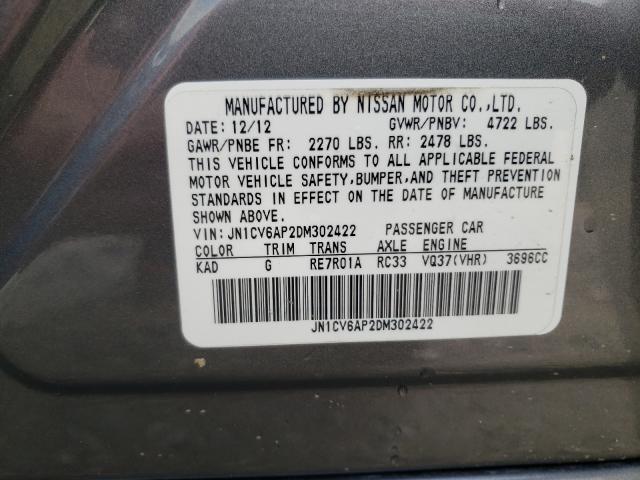 MANUFACTURED BY NISSAN MOTOR CO.,LTD.
DATE: 12/12 GVWR/PNBV: 4722 LBS.
GAWR/PNBE FR: 2270 LBS. RR: 2478 LBS.
THIS VEHICLE CONFORMS TO ALL APPLICABLE FEDERAL
MOTOR VEHICLE SAFETY,BUMPER,AND THEFT PREVENTION
STANDARDS IN EFFECT ON THE DATE OF MANUFACTURE
SHOWN ABOVE.
VIN: JN1CV6AP2DM302422 PASSENGER CAR
COLOR TRIM TRANS AXLE ENGINE
KAD G RE7R01A RC33 VQ37(VHR) 3696CC
JN1CV6AP2DM302422